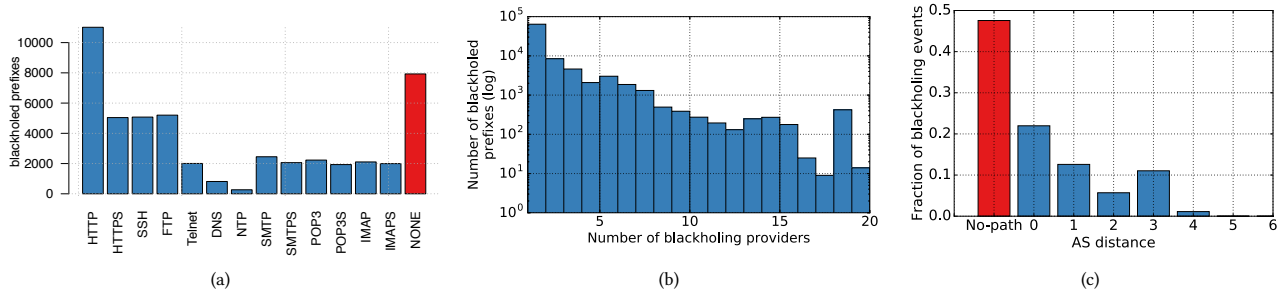 blackholed prefixes
10000
8000
6000
4000
2000
0
HTTP
HTTPS
SSH
FTP
Telnet
DNS
NTP
SMTP
SMTPS
POP3
POP3S
IMAP
IMAPS
NONE
(a)
Number of blackholed
prefixes (log)
10^5
10^4
10^3
10^2
10^1
10^0
5 10 15 20
Number of blackholing providers
(b)
Fraction of blackholing events
0.5
0.4
0.3
0.2
0.1
0.0
No-path 0 1 2 3 4 5 6
AS distance
(c)